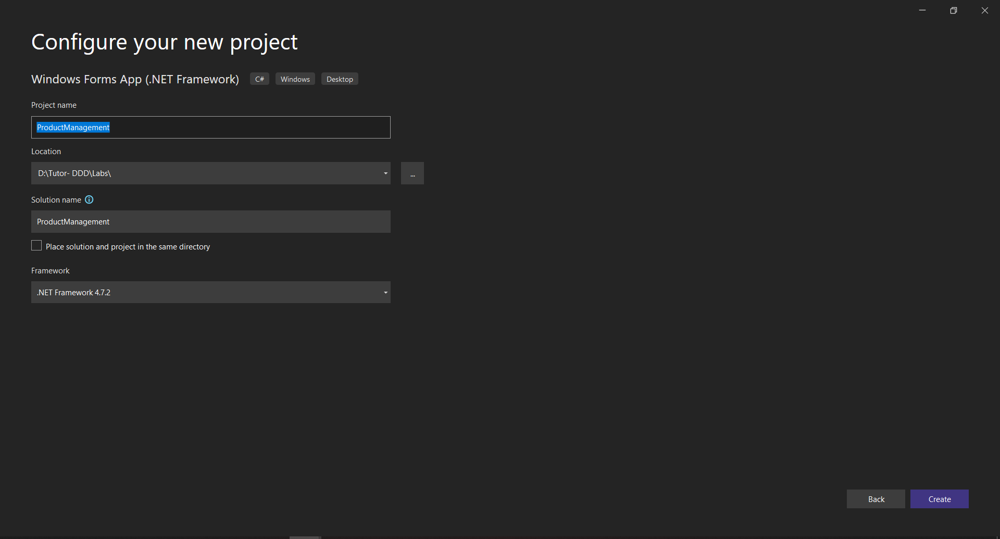 Configure your new project
Windows Forms App (.NET Framework) C# Windows Desktop
Project name
ProductManagement
Location
D:\Tutor- DDD\Labs\
...
Solution name
ProductManagement
Place solution and project in the same directory
Framework
.NET Framework 4.7.2
Back Create